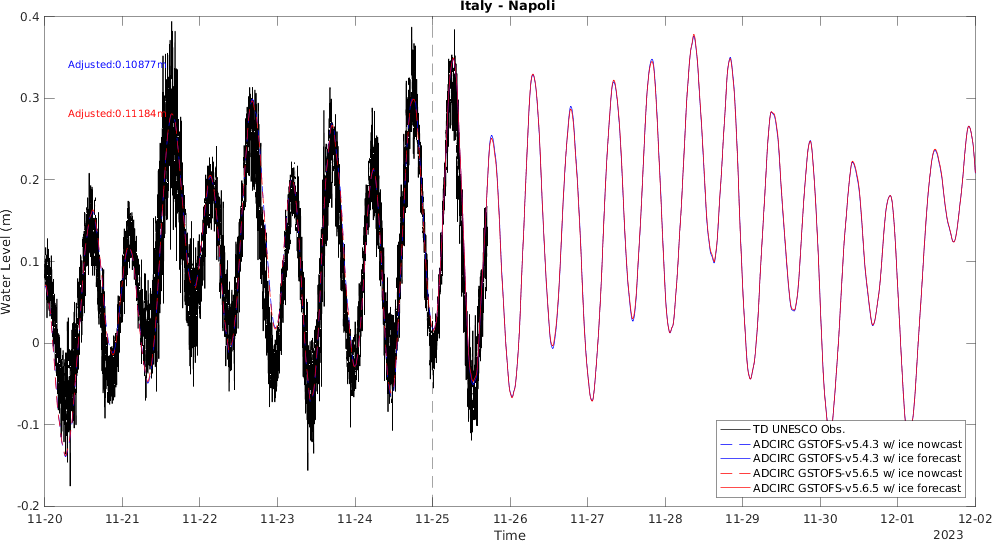 Italy - Napoli
0.4
0.3
0.2
0.1
0
-0.1
-0.2
Water Level (m)
Adjusted:0.10877m
Adjusted:0.11184m
TD UNESCO Obs.
ADCIRC GSTOFS-v5.4.3 w/ ice nowcast
ADCIRC GSTOFS-v5.4.3 w/ ice forecast
ADCIRC GSTOFS-v5.6.5 w/ ice nowcast
ADCIRC GSTOFS-v5.6.5 w/ ice forecast
11-20 11-21 11-22 11-23 11-24 11-25 11-26 11-27 11-28 11-29 11-30 12-01 12-02
Time
2023